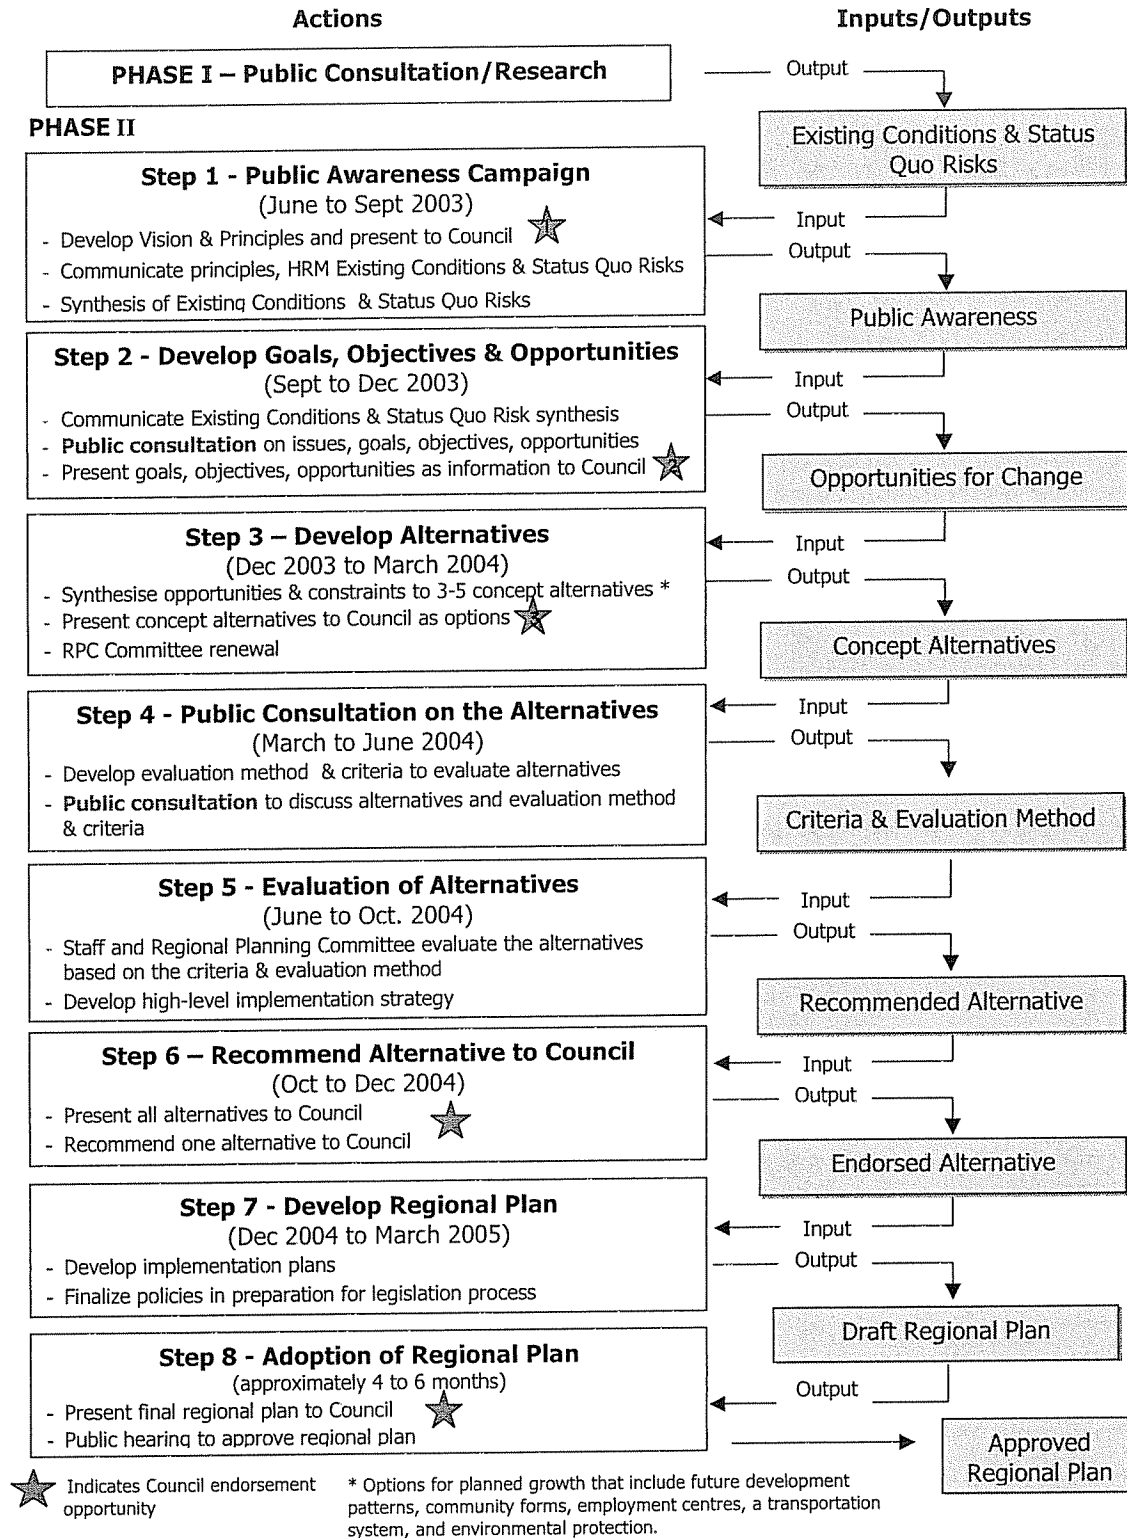 Actions
Inputs/Outputs
PHASE I – Public Consultation/Research
Output
Existing Conditions & Status
Quo Risks
PHASE II
Step 1 - Public Awareness Campaign
(June to Sept 2003)
- Develop Vision & Principles and present to Council 1
- Communicate principles, HRM Existing Conditions & Status Quo Risks
- Synthesis of Existing Conditions & Status Quo Risks
Input
Output
Public Awareness
Step 2 - Develop Goals, Objectives & Opportunities
(Sept to Dec 2003)
- Communicate Existing Conditions & Status Quo Risk synthesis
- Public consultation on issues, goals, objectives, opportunities
- Present goals, objectives, opportunities as information to Council 2
Input
Output
Opportunities for Change
Step 3 – Develop Alternatives
(Dec 2003 to March 2004)
- Synthesise opportunities & constraints to 3-5 concept alternatives *
- Present concept alternatives to Council as options 3
- RPC Committee renewal
Input
Output
Concept Alternatives
Step 4 - Public Consultation on the Alternatives
(March to June 2004)
- Develop evaluation method & criteria to evaluate alternatives
- Public consultation to discuss alternatives and evaluation method
& criteria
Input
Output
Criteria & Evaluation Method
Step 5 - Evaluation of Alternatives
(June to Oct. 2004)
- Staff and Regional Planning Committee evaluate the alternatives
based on the criteria & evaluation method
- Develop high-level implementation strategy
Input
Output
Recommended Alternative
Step 6 – Recommend Alternative to Council
(Oct to Dec 2004)
- Present all alternatives to Council
- Recommend one alternative to Council
Input
Output
Endorsed Alternative
Step 7 - Develop Regional Plan
(Dec 2004 to March 2005)
- Develop implementation plans
- Finalize policies in preparation for legislation process
Input
Output
Draft Regional Plan
Step 8 - Adoption of Regional Plan
(approximately 4 to 6 months)
- Present final regional plan to Council
- Public hearing to approve regional plan
Output
Approved
Regional Plan
Indicates Council endorsement
opportunity
* Options for planned growth that include future development
patterns, community forms, employment centres, a transportation
system, and environmental protection.